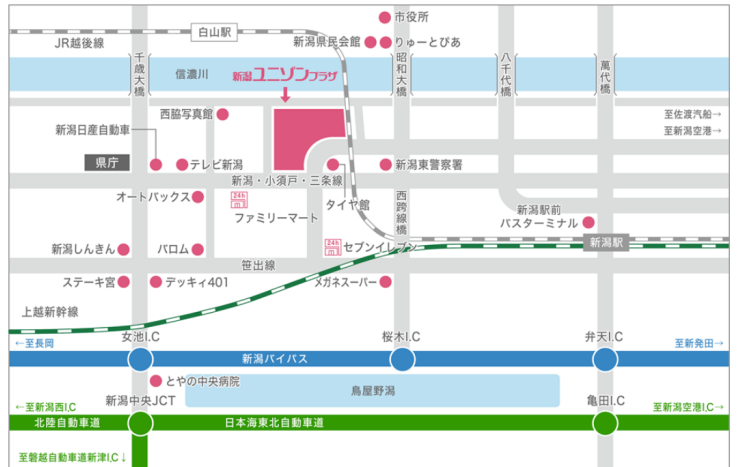 市役所
白山駅
JR越後線
新潟県民会館
りゅーとぴあ
千歳大橋
昭和大橋
八千代橋
萬代橋
信濃川
新潟ユニゾンプラザ
西脇写真館
至佐渡汽船→
至新潟空港→
新潟日産自動車
県庁
テレビ新潟
新潟東警察署
新潟・小須戸・三条線
タイヤ館
オートバックス
24h
ファミリーマート
西跨線橋
新潟駅前
バスターミナル
新潟しんきん
パロム
24h
セブンイレブン
新潟駅
笹出線
ステーキ宮
デッキィ401
メガネスーパー
上越新幹線
女池I.C
桜木I.C
弁天I.C
←至長岡
新潟バイパス
至新発田→
とやの中央病院
鳥屋野潟
新潟中央JCT
亀田I.C
←至新潟西I.C
至新潟空港I.C→
北陸自動車道
日本海東北自動車道
至磐越自動車道新津I.C↓